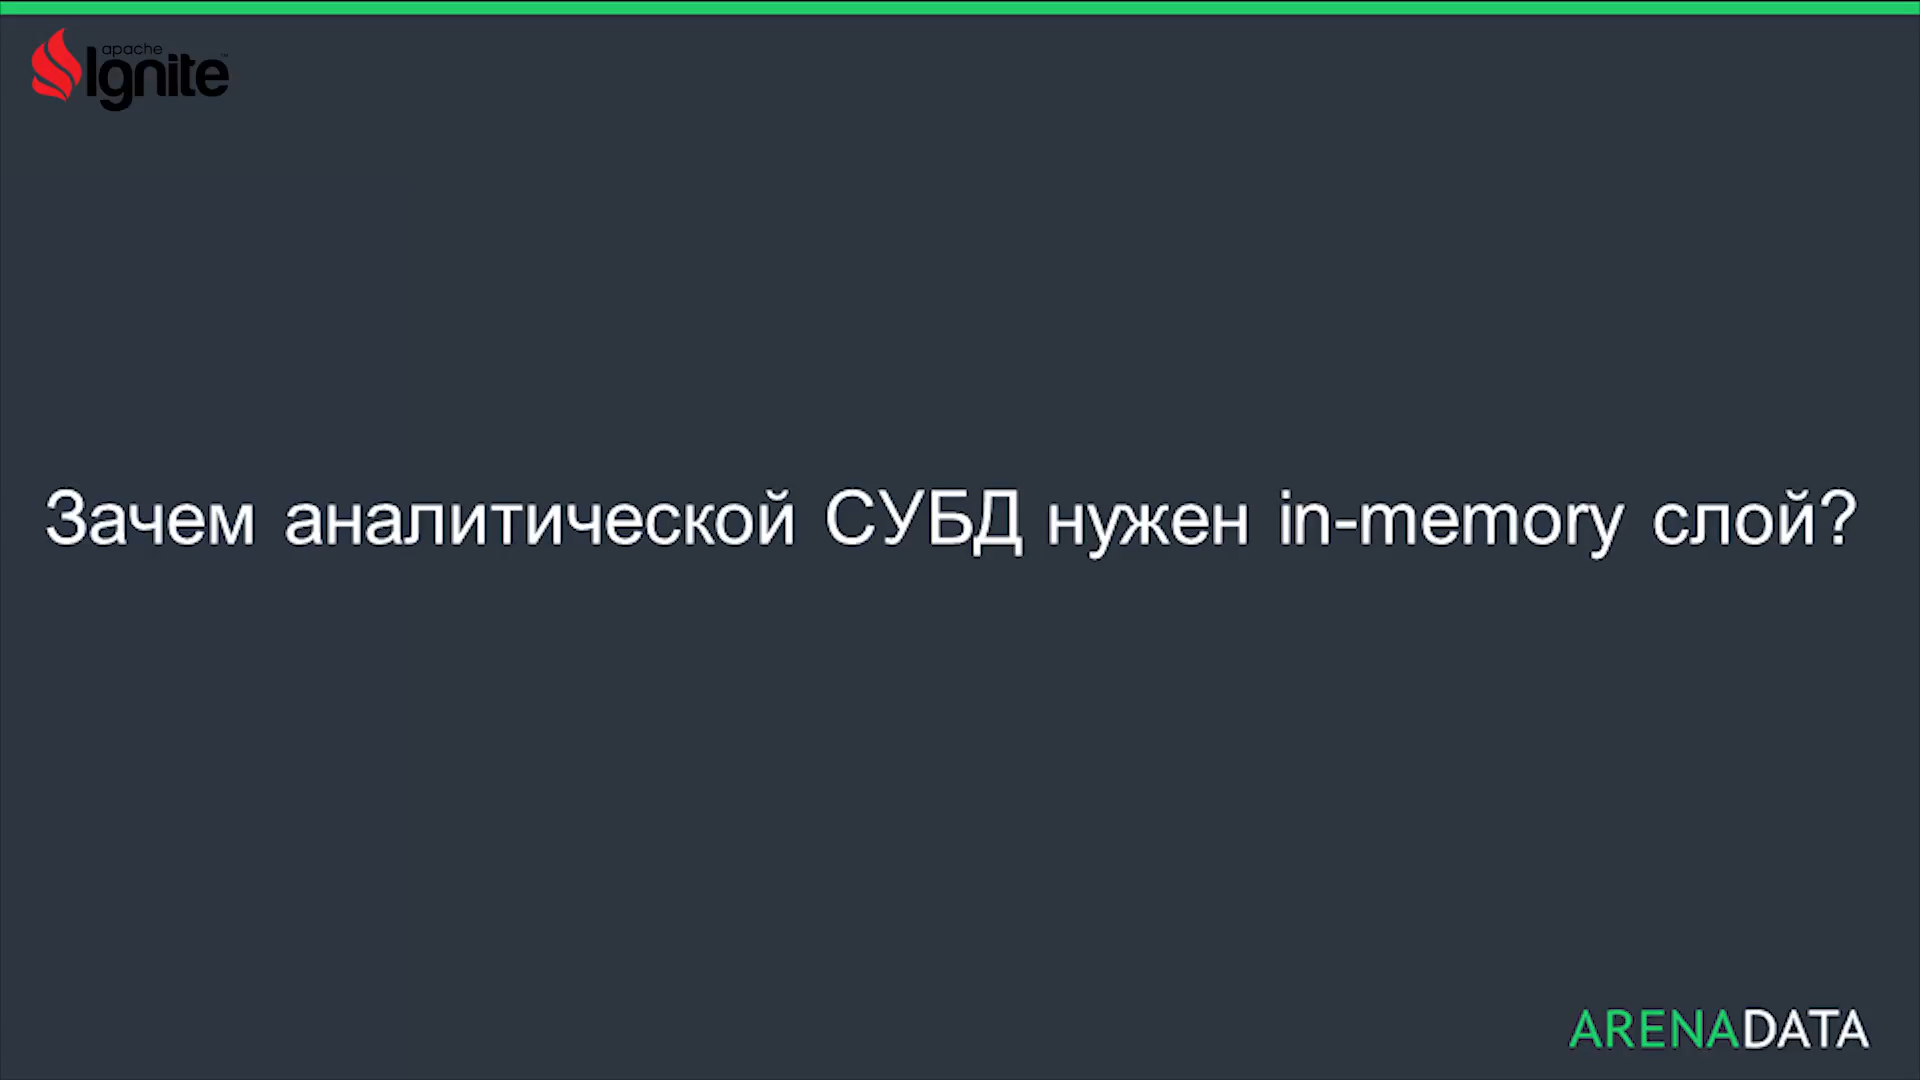 apache
Ignite
Зачем аналитической СУБД нужен in-memory слой?
ARENADATA